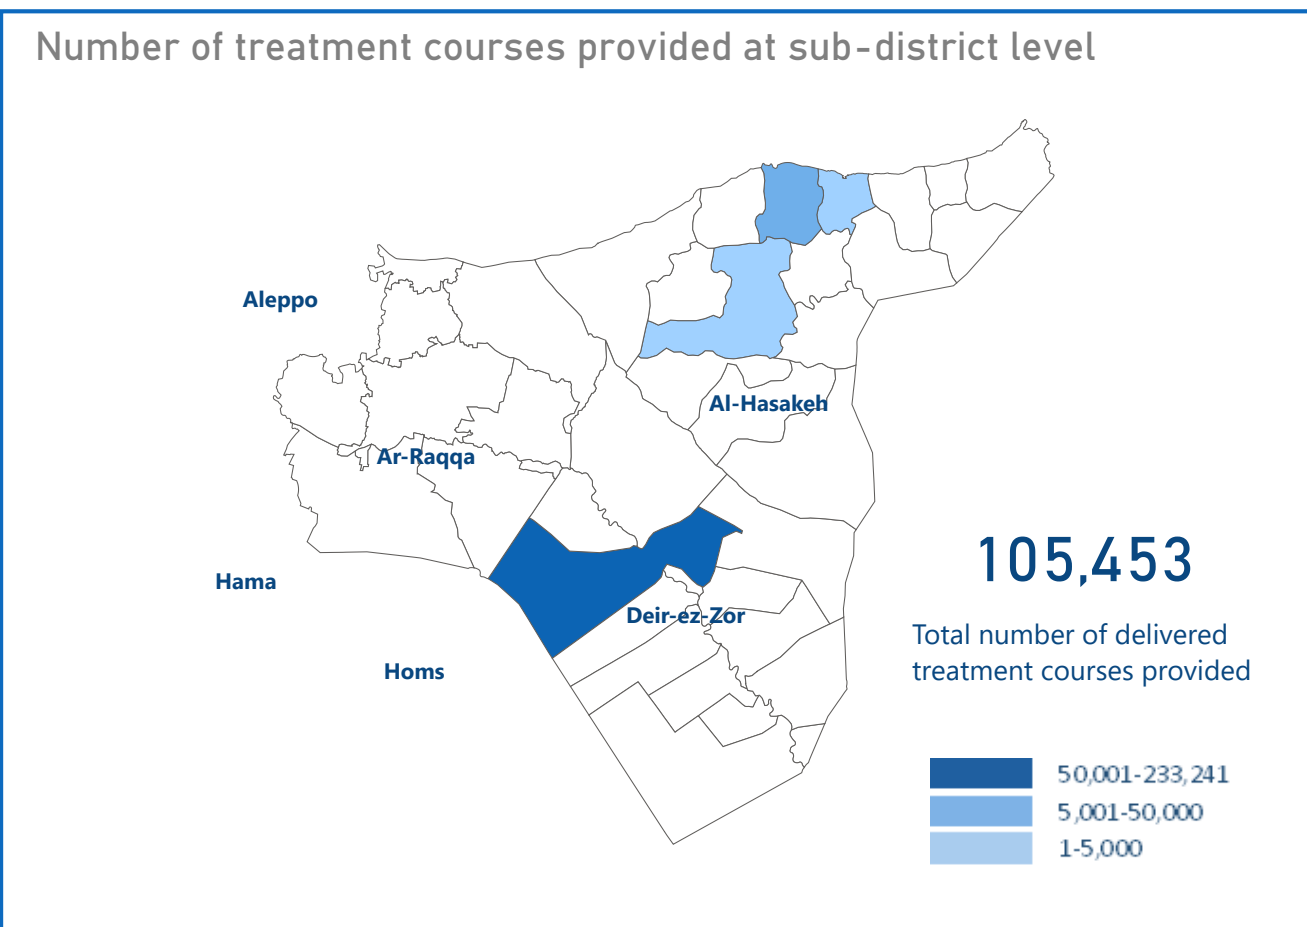 Number of treatment courses provided at sub-district level
Aleppo
Al-Hasakeh
Ar-Raqqa
105,453
Hama
Deir-ez-Zor
Total number of delivered
treatment courses provided
Homs
50,001-233,241
5,001-50,000
1-5,000